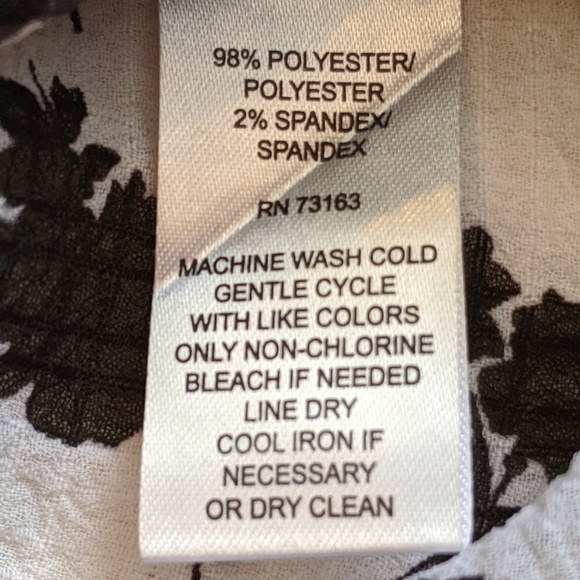 98% POLYESTER/
POLYESTER
2% SPANDEX/
SPANDEX
RN 73163
MACHINE WASH COLD
GENTLE CYCLE
WITH LIKE COLORS
ONLY NON-CHLORINE
BLEACH IF NEEDED
LINE DRY
COOL IRON IF
NECESSARY
OR DRY CLEAN